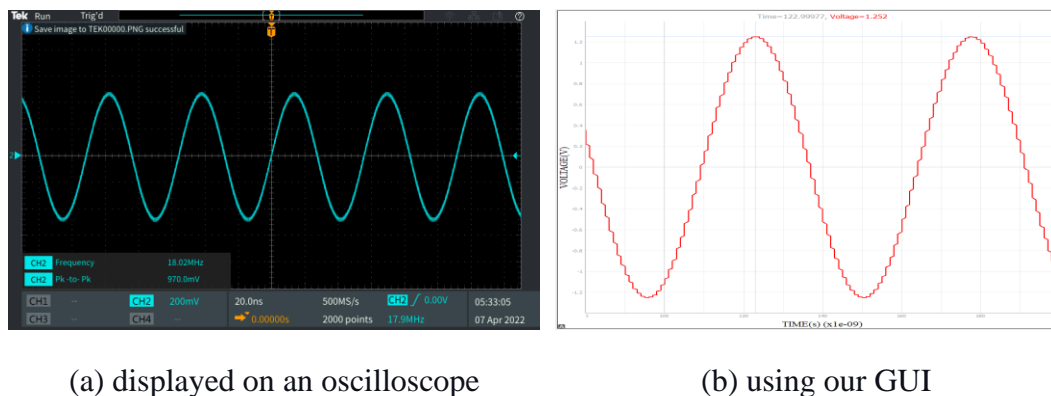 Tek Run Trig'd
Save image to TEK00000.PNG successful
T
2
CH2 Frequency 18.02MHz
CH2 Pk-to-Pk 970.0mV
CH1 -- CH2 200mV 20.0ns 500MS/s CH2 / 0.00V 05:33:05
CH3 -- CH4 -- 0.00000s 2000 points 17.9MHz 07 Apr 2022
Time=122.99977, Voltage=1.252
VOLTAGE(V)
TIME(s) (x1e-09)
(a) displayed on an oscilloscope
(b) using our GUI